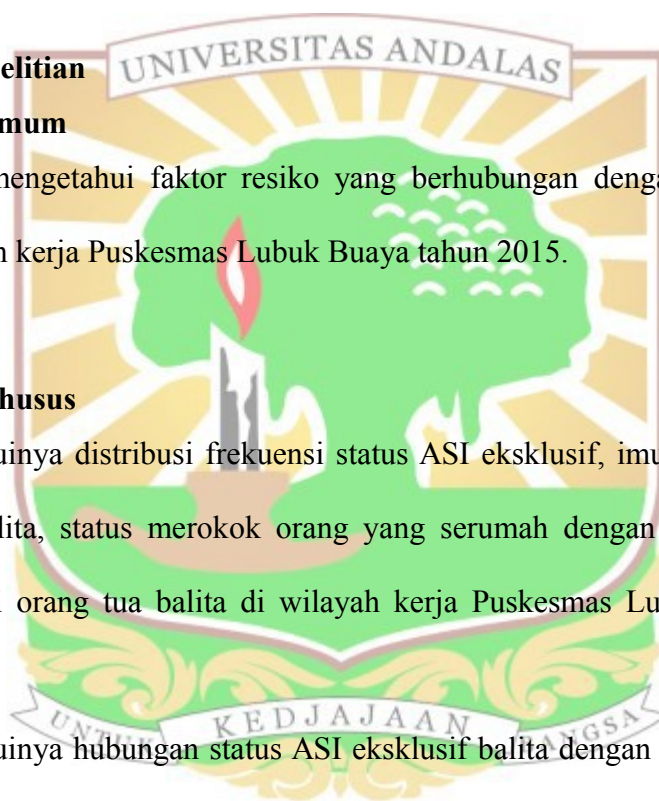 UNIVERSITAS ANDALAS
elitian
mum
mengetahui faktor resiko yang berhubungan denga
n kerja Puskesmas Lubuk Buaya tahun 2015.
husus
uinya distribusi frekuensi status ASI eksklusif, imu
lita, status merokok orang yang serumah dengan
orang tua balita di wilayah kerja Puskesmas Lu
UNTUK KEDJAJAAN BANGSA
uinya hubungan status ASI eksklusif balita dengan